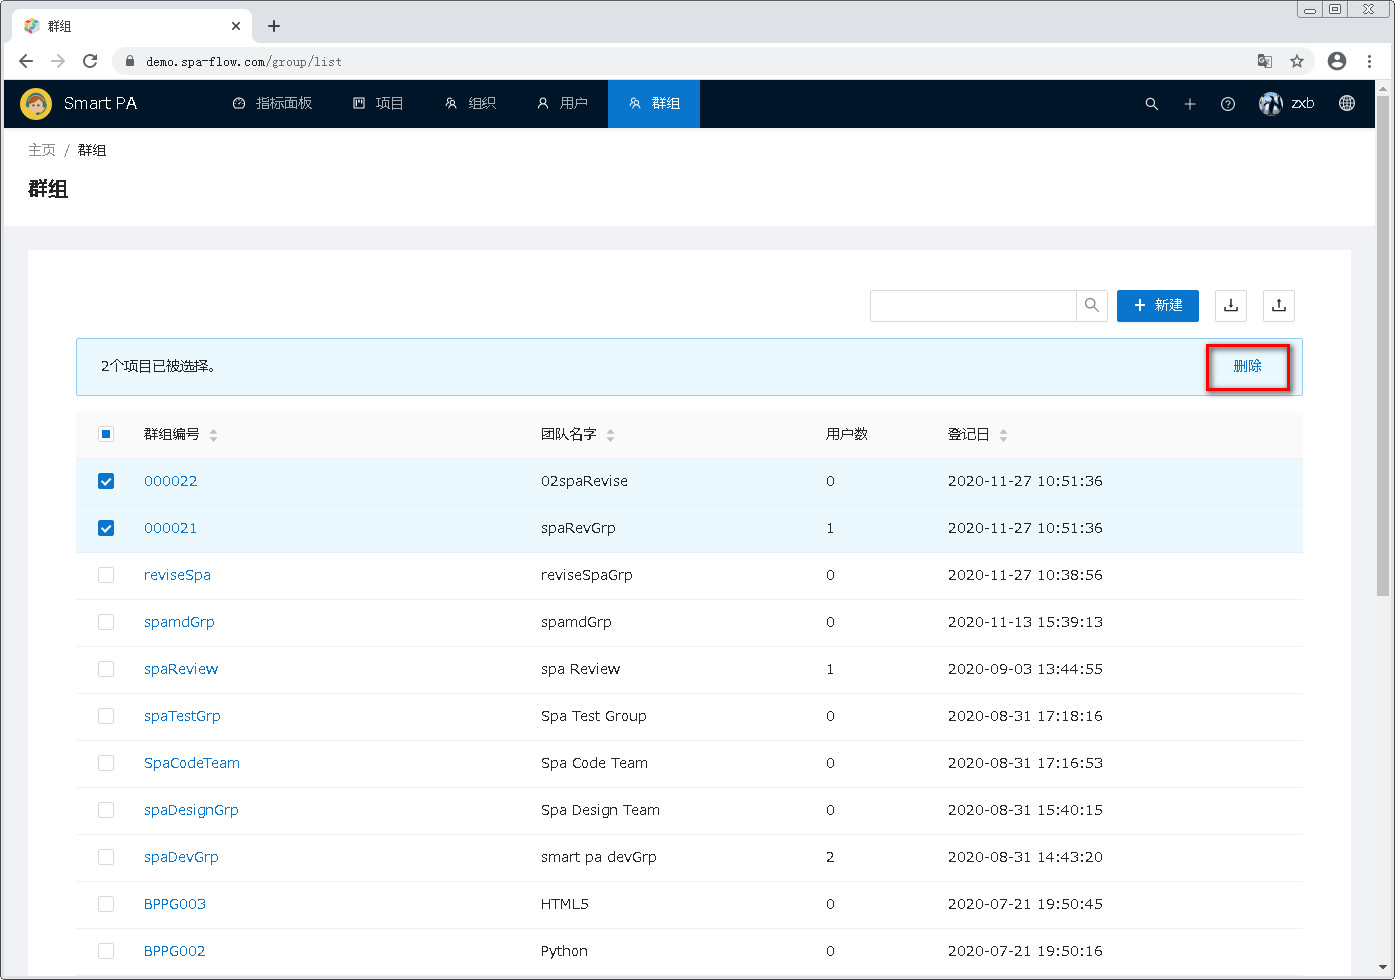 群组
demo.spa-flow.com/group/list
Smart PA 指标面板 项目 组织 用户 群组 zxb
主页 / 群组
群组
新建
2个项目已被选择。 删除
群组编号 团队名字 用户数 登记日
000022 02spaRevise 0 2020-11-27 10:51:36
000021 spaRevGrp 1 2020-11-27 10:51:36
reviseSpa reviseSpaGrp 0 2020-11-27 10:38:56
spamdGrp spamdGrp 0 2020-11-13 15:39:13
spaReview spa Review 1 2020-09-03 13:44:55
spaTestGrp Spa Test Group 0 2020-08-31 17:18:16
SpaCodeTeam Spa Code Team 0 2020-08-31 17:16:53
spaDesignGrp Spa Design Team 0 2020-08-31 15:40:15
spaDevGrp smart pa devGrp 2 2020-08-31 14:43:20
BPPG003 HTML5 0 2020-07-21 19:50:45
BPPG002 Python 0 2020-07-21 19:50:16